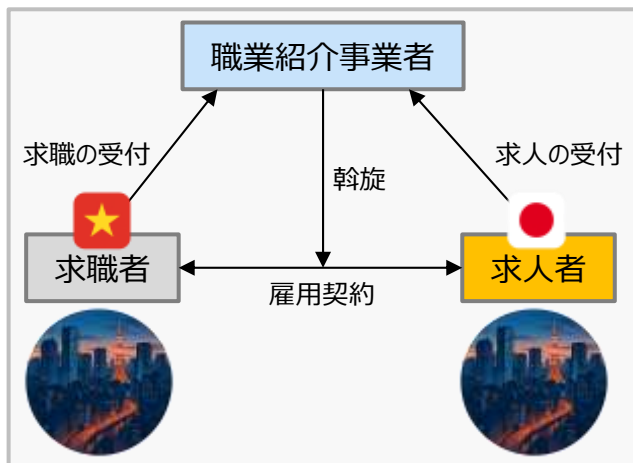 職業紹介事業者
求職の受付
求人の受付
斡旋
求職者
求人者
雇用契約